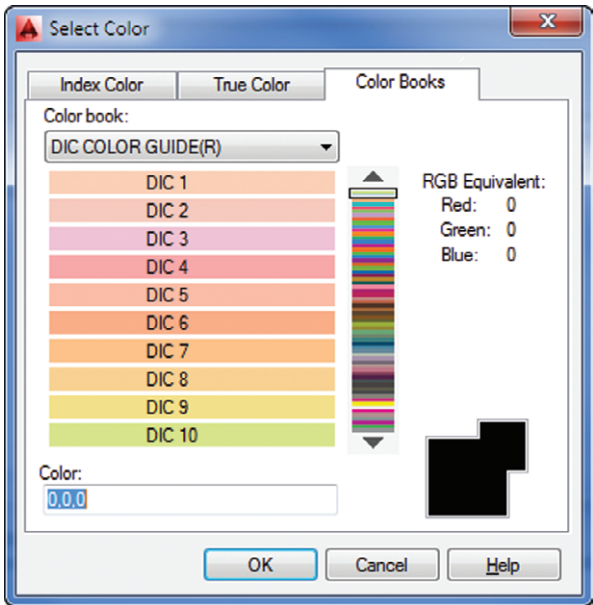 Select Color
Index Color
True Color
Color Books
Color book:
DIC COLOR GUIDE(R)
DIC 1
DIC 2
DIC 3
DIC 4
DIC 5
DIC 6
DIC 7
DIC 8
DIC 9
DIC 10
RGB Equivalent:
Red: 0
Green: 0
Blue: 0
Color:
0,0,0
OK
Cancel
Help